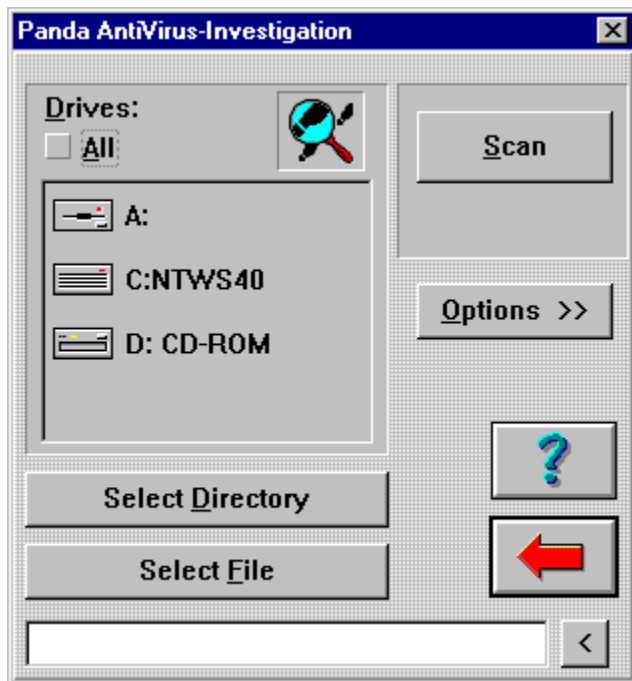 Panda AntiVirus-Investigation
Drives:
All
A:
C:NTWS40
D: CD-ROM
Scan
Options >>
?
Select Directory
Select File
<